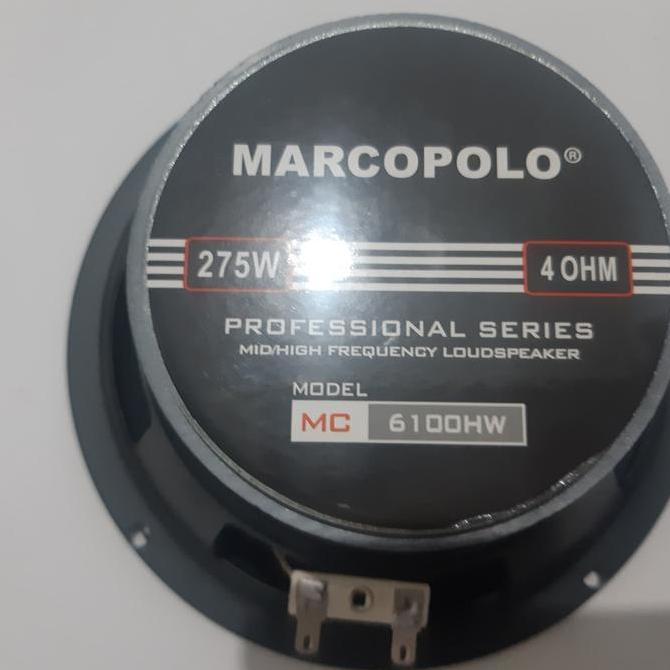 MARCOPOLO®
275W 4 OHM
PROFESSIONAL SERIES
MID/HIGH FREQUENCY LOUDSPEAKER
MODEL
MC 6100HW